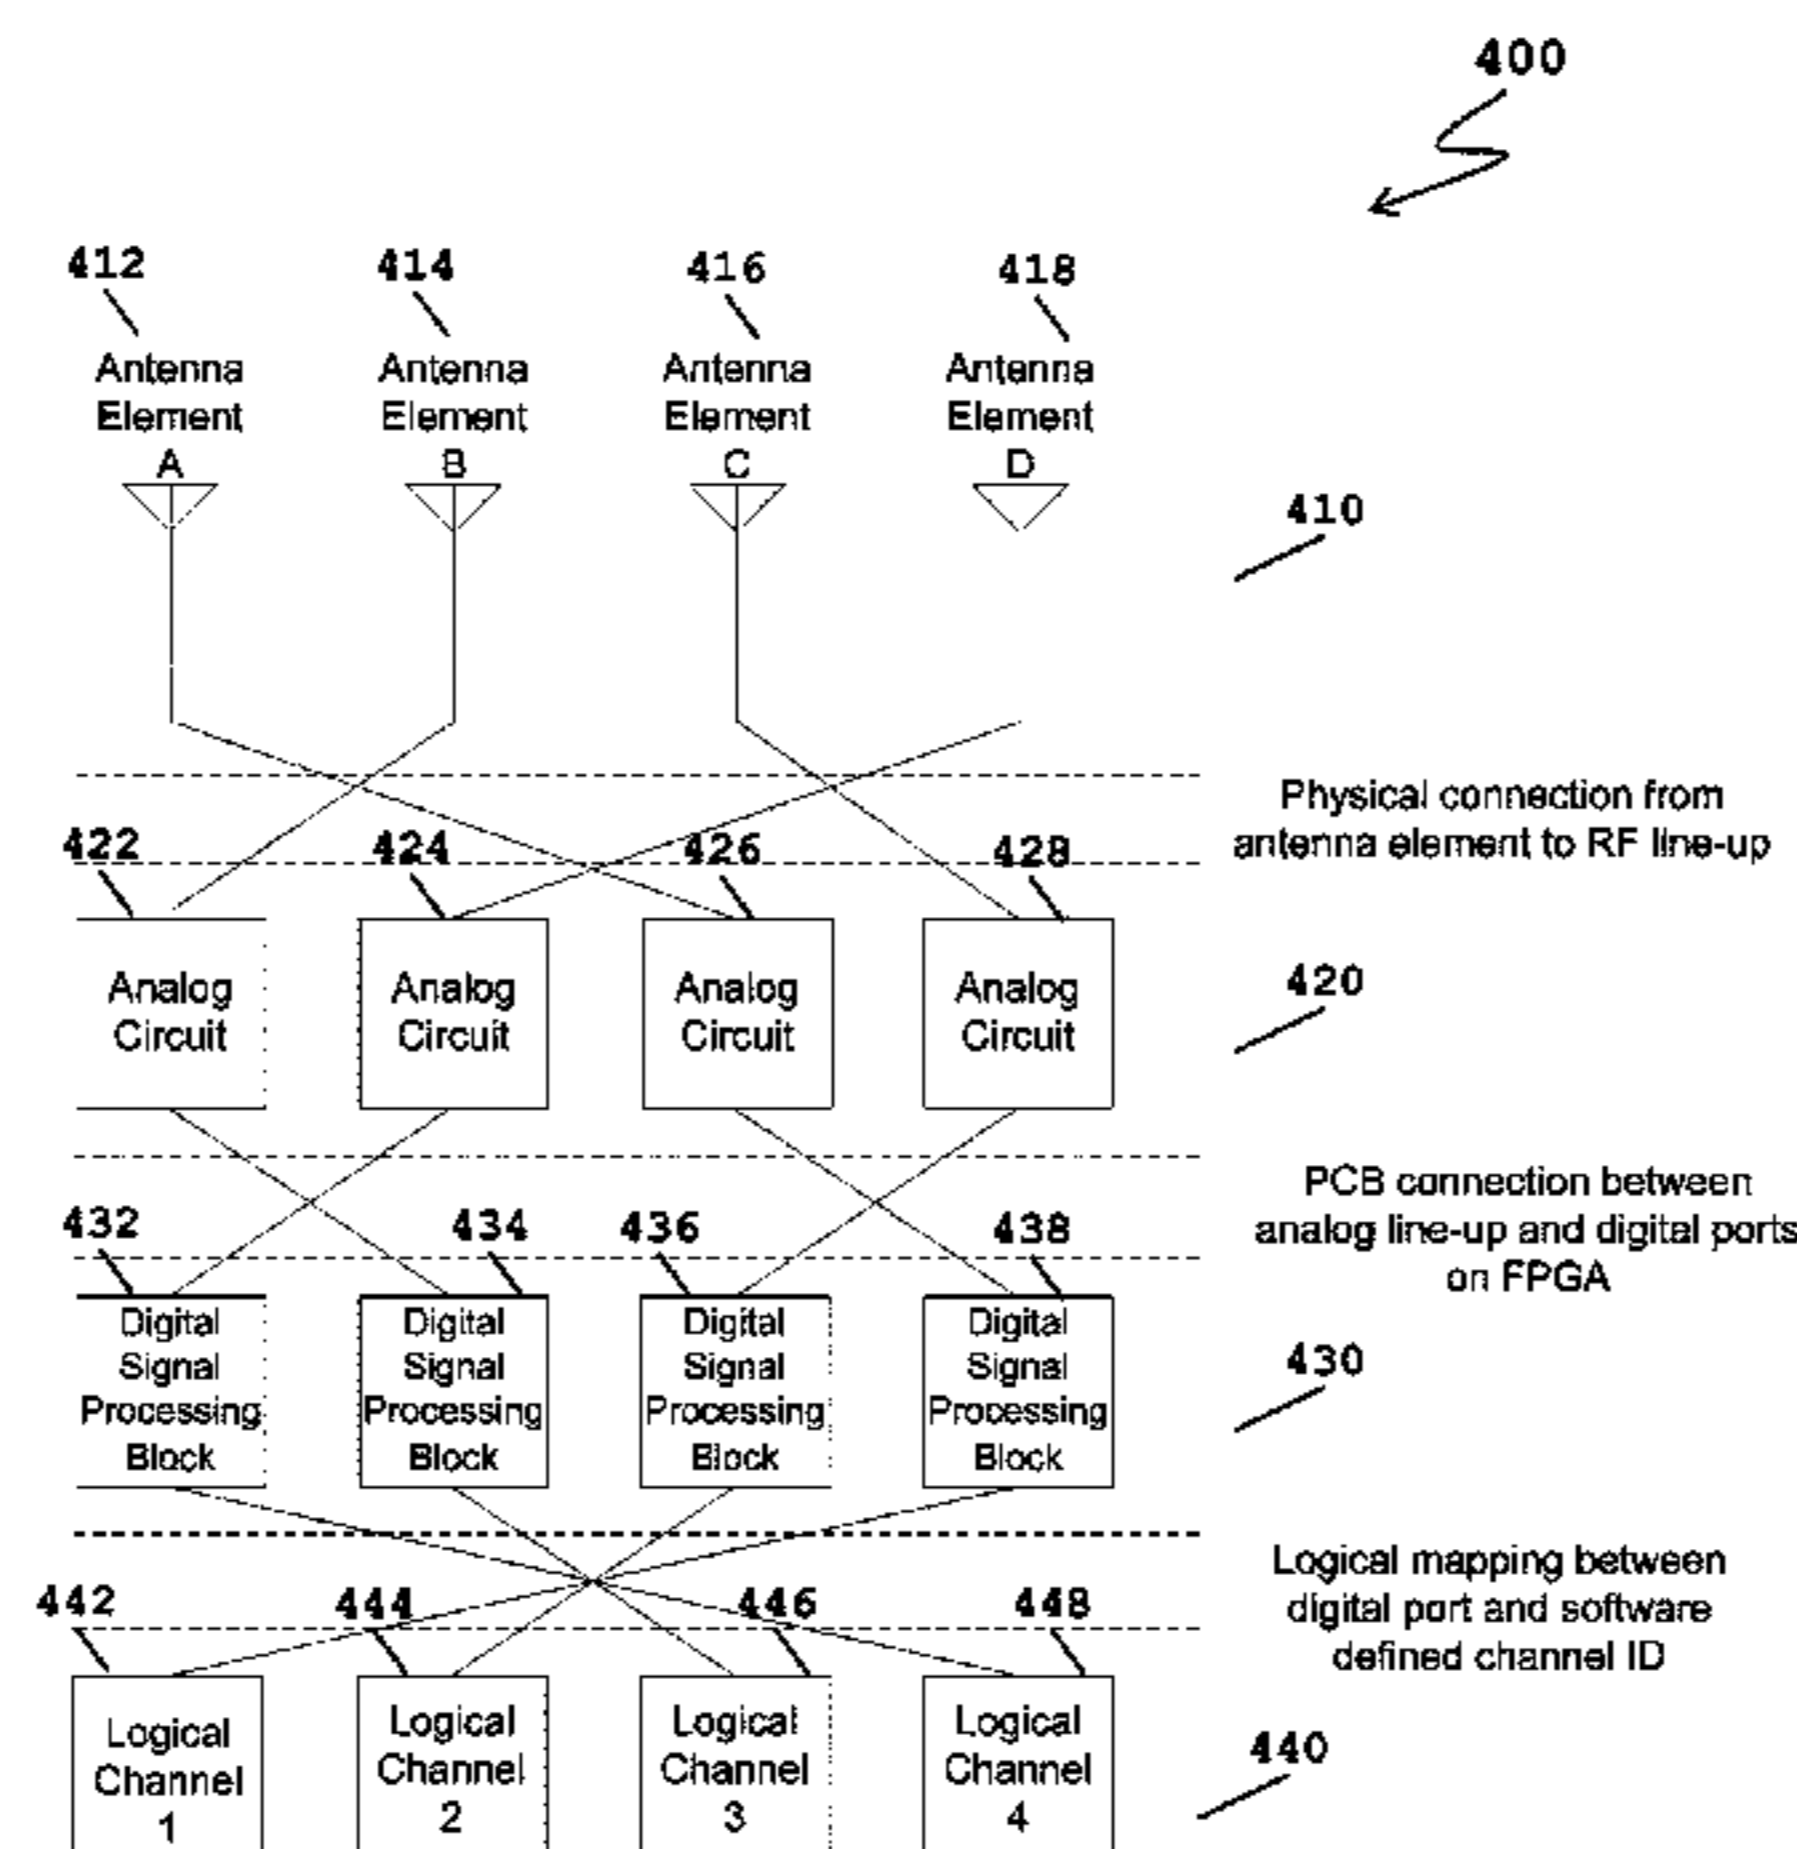 400
412
414
416
418
Antenna
Element
A
Antenna
Element
B
Antenna
Element
C
Antenna
Element
D
410
Physical connection from
antenna element to RF line-up
422
424
426
428
Analog
Circuit
Analog
Circuit
Analog
Circuit
Analog
Circuit
420
PCB connection between
analog line-up and digital ports
on FPGA
432
434
436
438
Digital
Signal
Processing
Block
Digital
Signal
Processing
Block
Digital
Signal
Processing
Block
Digital
Signal
Processing
Block
430
Logical mapping between
digital port and software
defined channel ID
442
444
446
448
Logical
Channel
1
Logical
Channel
2
Logical
Channel
3
Logical
Channel
4
440